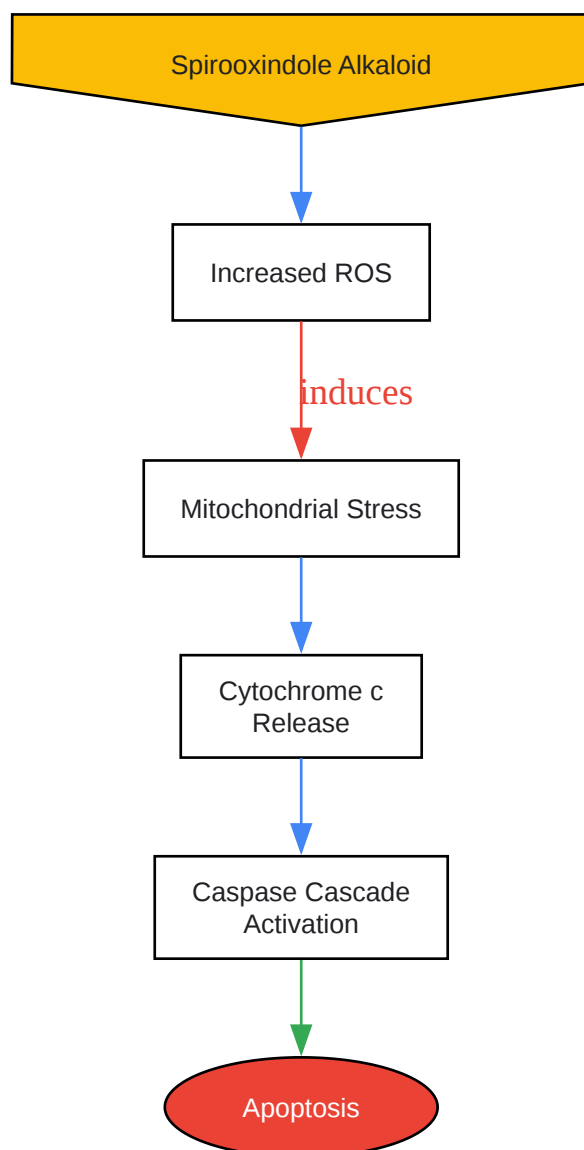 Spirooxindole Alkaloid
Increased ROS
induces
Mitochondrial Stress
Cytochrome c
Release
Caspase Cascade
Activation
Apoptosis